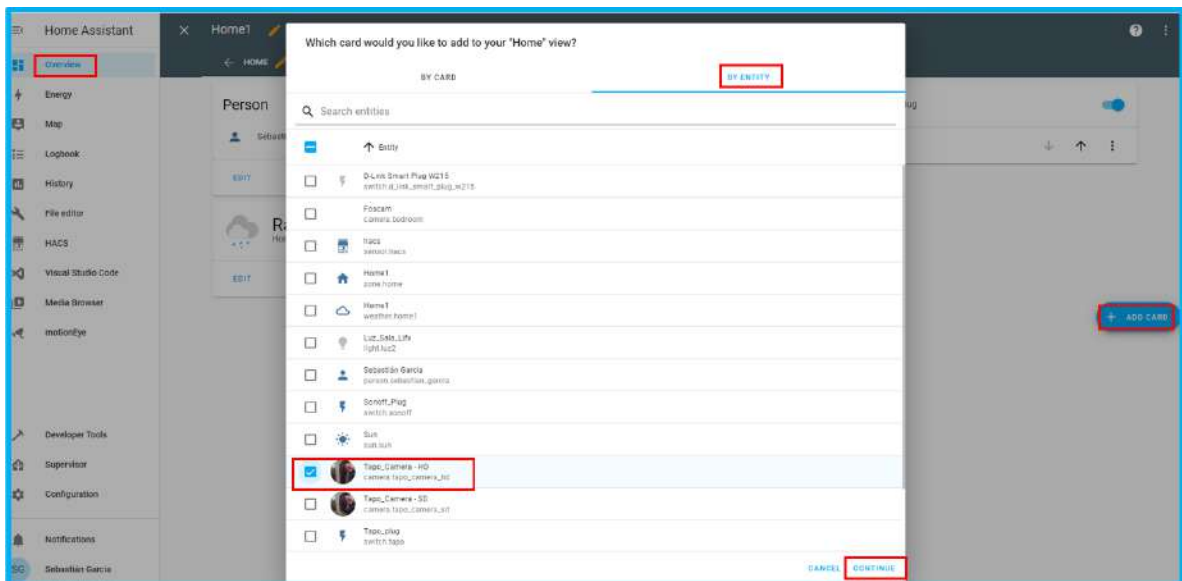 Home Assistant
Home1
Which card would you like to add to your "Home" view?
Overview
HOME
BY CARD
BY ENTITY
Energy
Person
Search entities
Map
Entity
Logbook
EDIT
D-Link Smart Plug W215
switch.d_link_smart_plug_w215
History
Foscam
camera.bedroom
File editor
hacs
sensor.hacs
HACS
Home1
zone.home
Visual Studio Code
EDIT
Home1
weather.home1
Media Browser
+ ADD CARD
motionEye
Luz_Sala_Lifx
light.luz2
Sebastián Garcia
person.sebastian_garcia
Sonoff_Plug
switch.sonoff
Developer Tools
Sun
sun.sun
Supervisor
Tapo_Camera - HD
camera.tapo_camera_hd
Configuration
Tapo_Camera - SD
camera.tapo_camera_sd
Notifications
Tapo_plug
switch.tapo
SG
Sebastián Garcia
CANCEL
CONTINUE